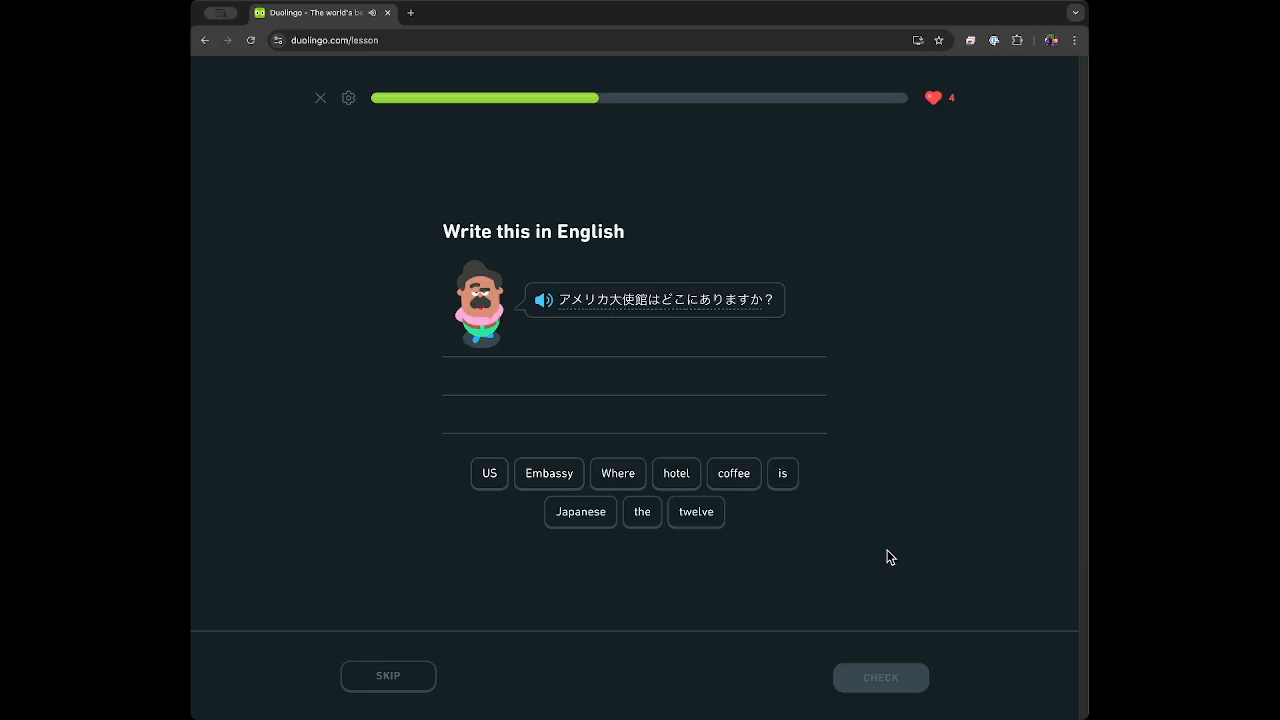 Duolingo - The world's be
duolingo.com/lesson
4
Write this in English
アメリカ大使館はどこにありますか？
US Embassy Where hotel coffee is
Japanese the twelve
SKIP CHECK